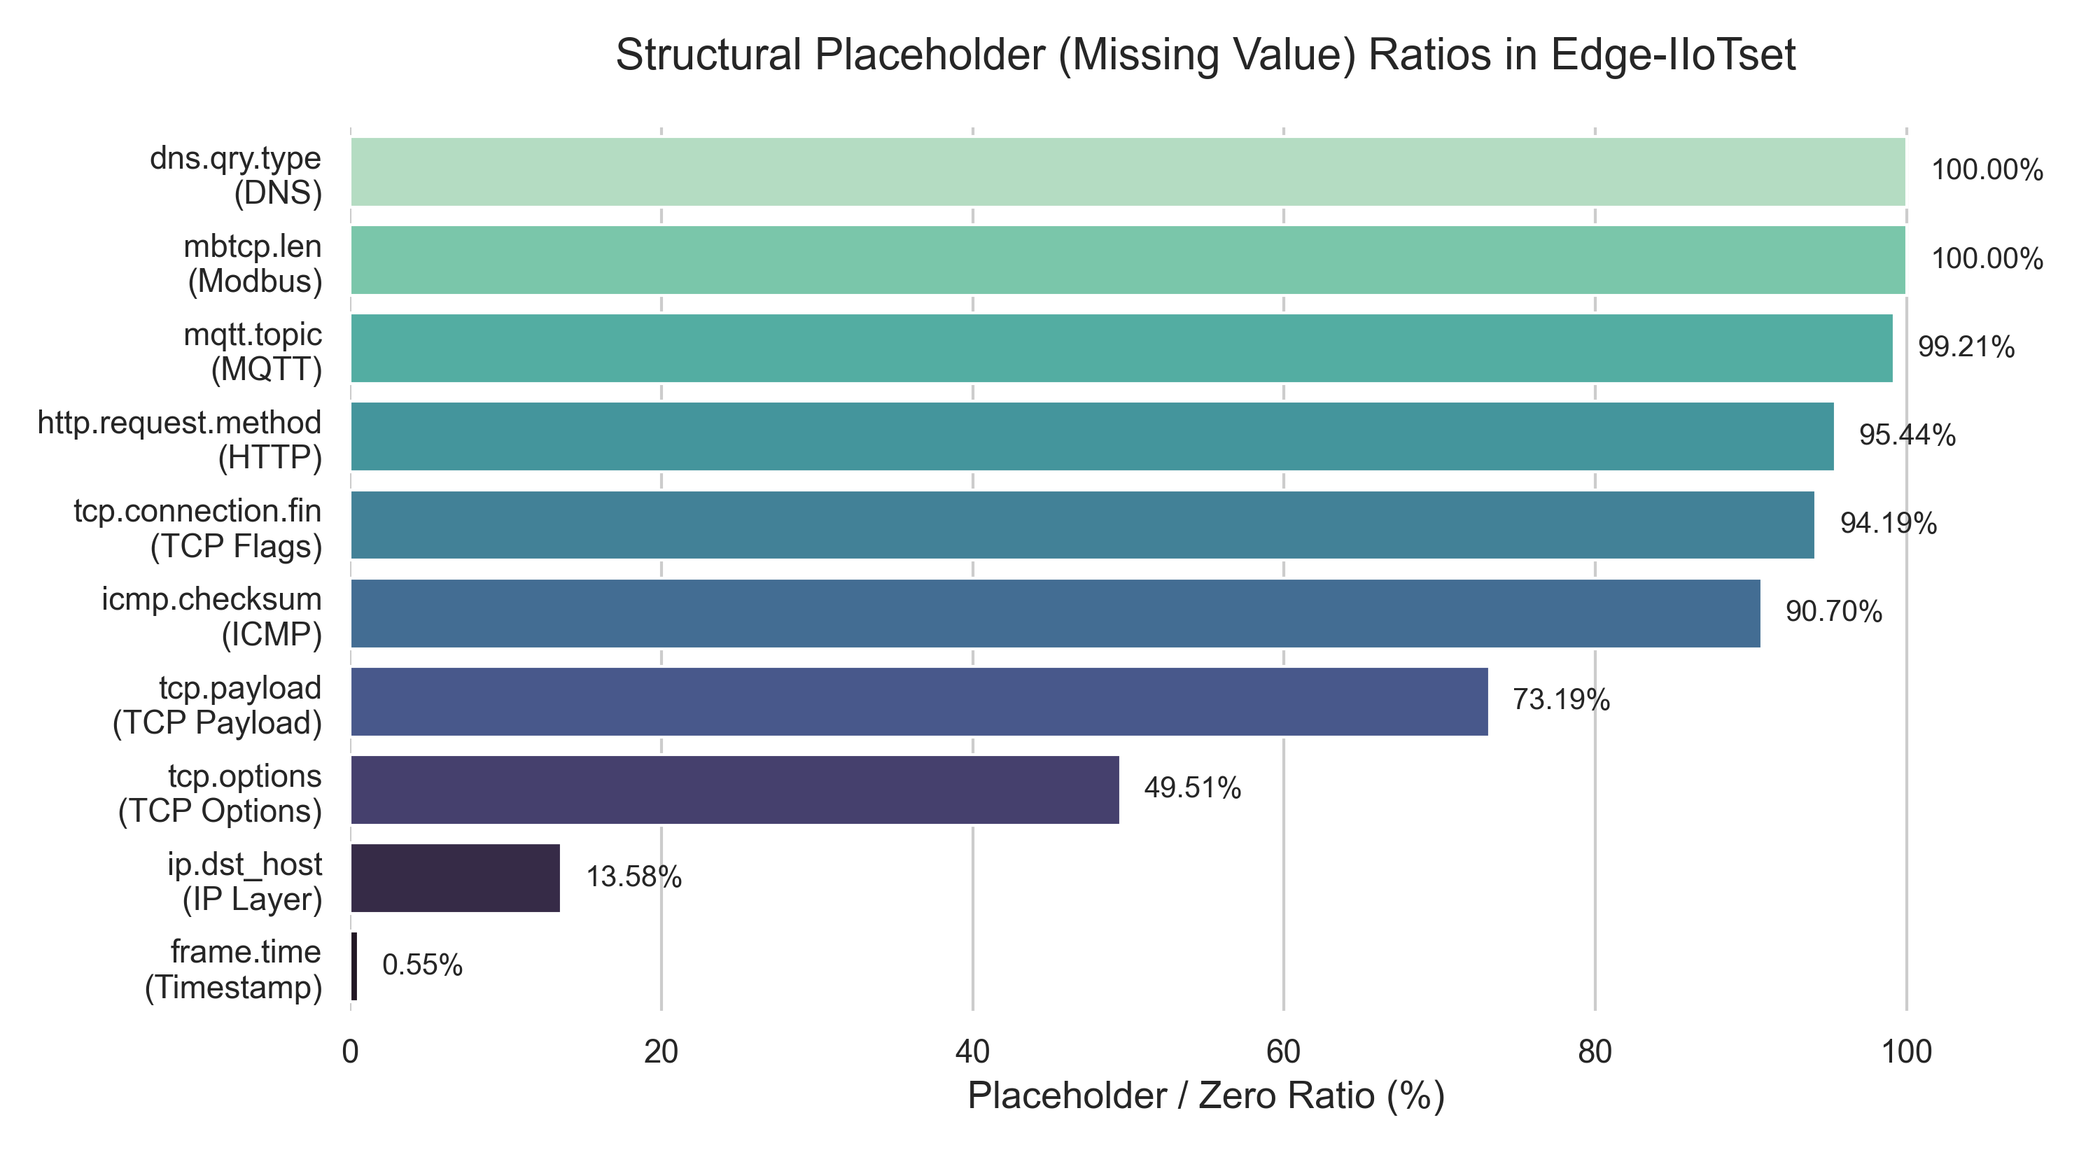 Structural Placeholder (Missing Value) Ratios in Edge-IIoTset
dns.qry.type
(DNS)
100.00%
mbtcp.len
(Modbus)
100.00%
mqtt.topic
(MQTT)
99.21%
http.request.method
(HTTP)
95.44%
tcp.connection.fin
(TCP Flags)
94.19%
icmp.checksum
(ICMP)
90.70%
tcp.payload
(TCP Payload)
73.19%
tcp.options
(TCP Options)
49.51%
ip.dst_host
(IP Layer)
13.58%
frame.time
(Timestamp)
0.55%
0 20 40 60 80 100
Placeholder / Zero Ratio (%)